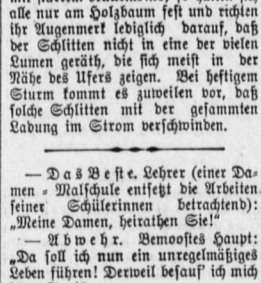 alle nur am Holzbaum fest und richten
ihr Augenmerk lediglich darauf, daß
der Schlitten nicht in eine der vielen
Lumen geräth, die sich meist in der
Nähe des Ufers zeigen. Bei heftigem
Sturm kommt es zuweilen vor, daß
solche Schlitten mit der gesammten
Ladung im Strom verschwinden.
— Das Beste. Lehrer (einer Da-
men = Malschule entsetzt die Arbeiten
seiner Schülerinnen betrachtend):
„Meine Damen, heirathen Sie!“
— Abwehr. Bemoostes Haupt:
„Da soll ich nun ein unregelmäßiges
Leben führen! Derweil besauf’ ich mich